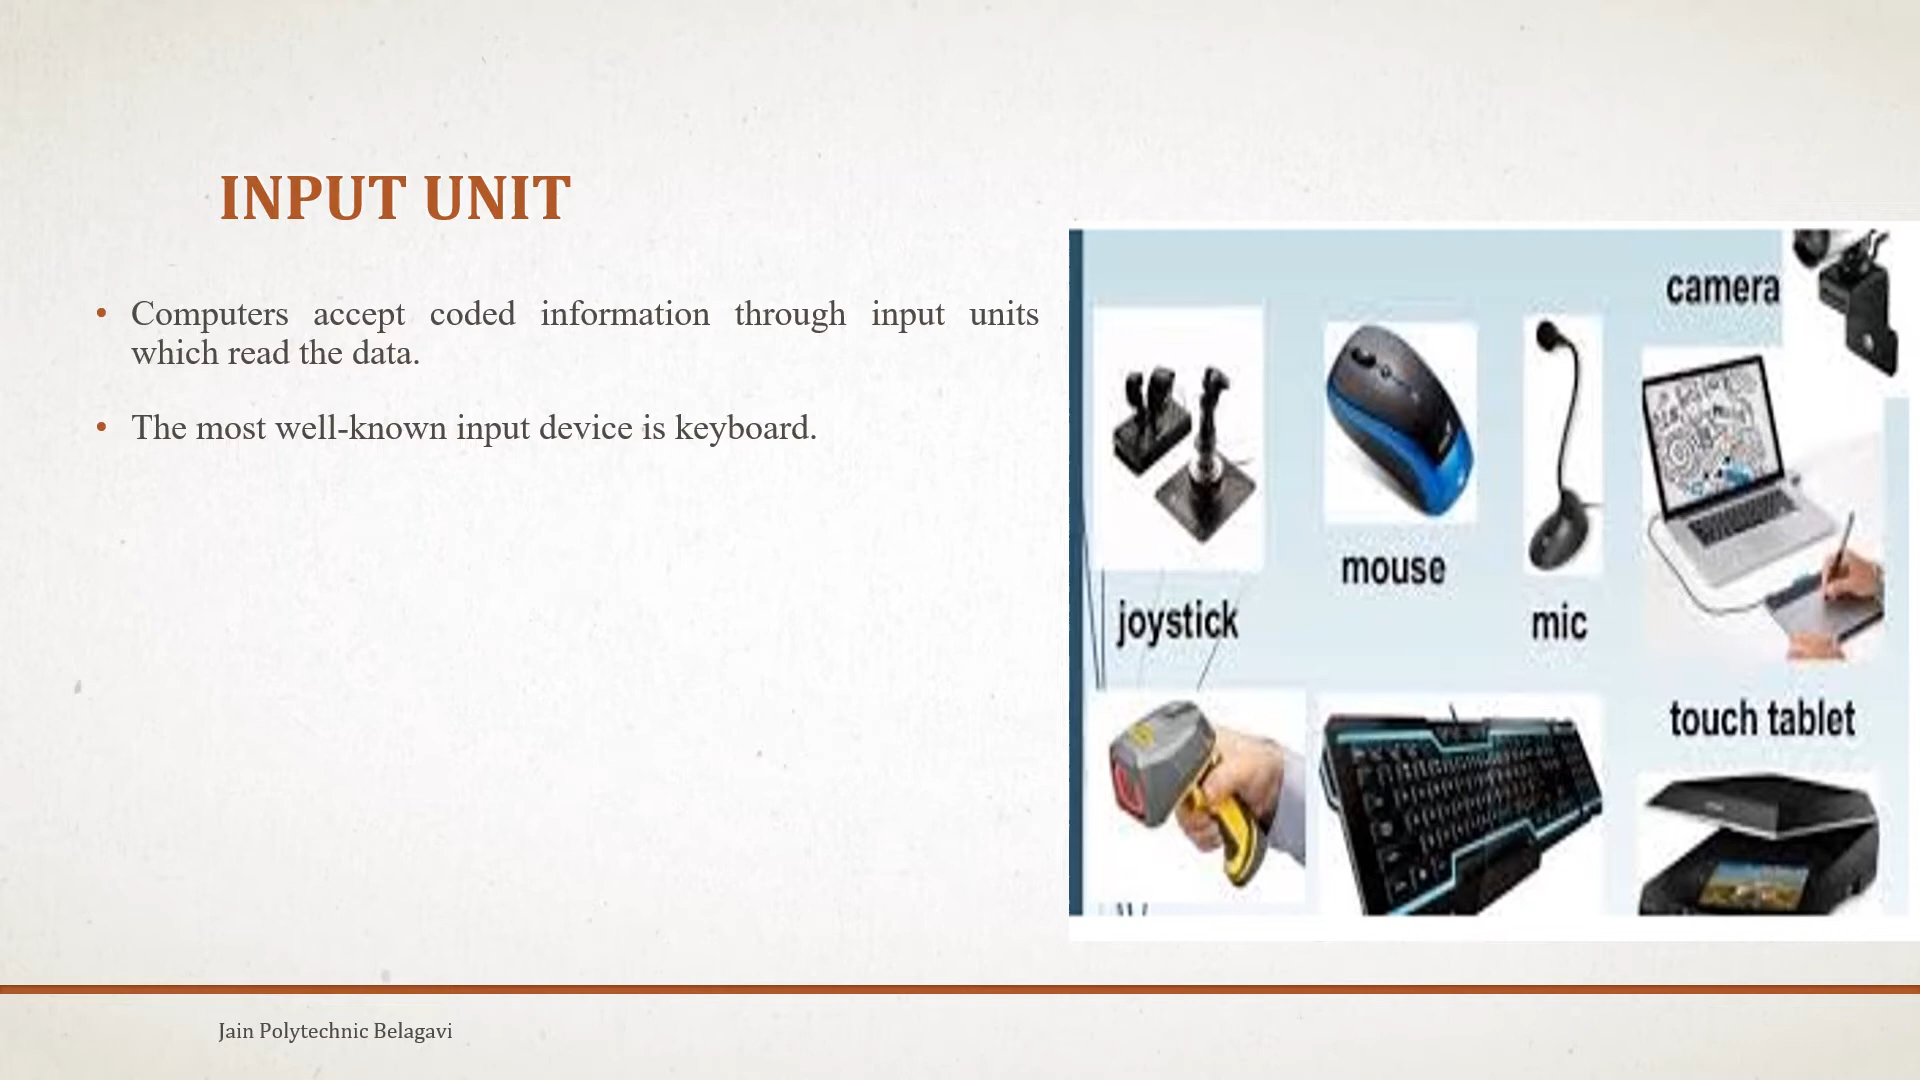 INPUT UNIT
• Computers accept coded information through input units
which read the data.
• The most well-known input device is keyboard.
camera
mouse
joystick
mic
touch tablet
Jain Polytechnic Belagavi